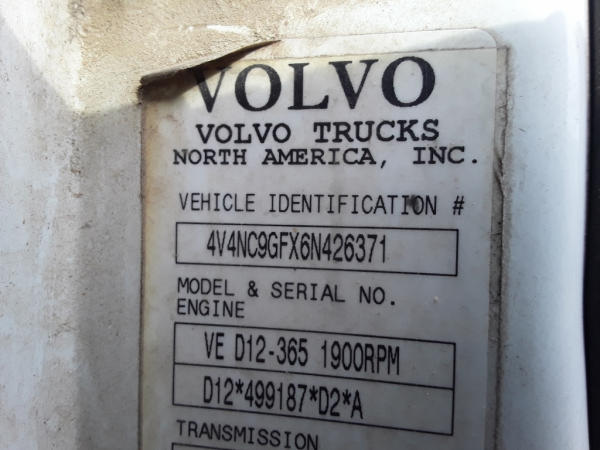 VOLVO
VOLVO TRUCKS
NORTH AMERICA, INC.
VEHICLE IDENTIFICATION #
4V4NC9GFX6N426371
MODEL & SERIAL NO.
ENGINE
VE D12-365 1900RPM
D12*499187*D2*A
TRANSMISSION